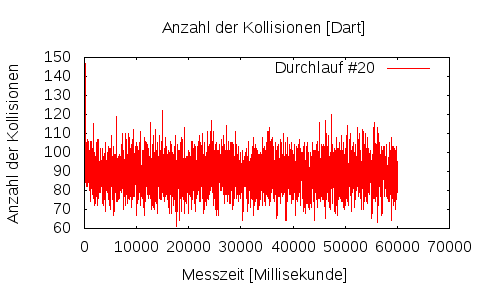 Anzahl der Kollisionen [Dart]
Durchlauf #20
Anzahl der Kollisionen
150
140
130
120
110
100
90
80
70
60
0 10000 20000 30000 40000 50000 60000 70000
Messzeit [Millisekunde]